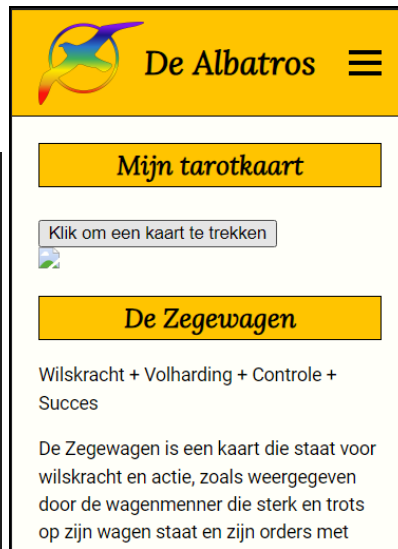 De Albatros
Mijn tarotkaart
Klik om een kaart te trekken
De Zegewagen
Wilskracht + Volharding + Controle +
Succes
De Zegewagen is een kaart die staat voor
wilskracht en actie, zoals weergegeven
door de wagenmenner die sterk en trots
op zijn wagen staat en zijn orders met